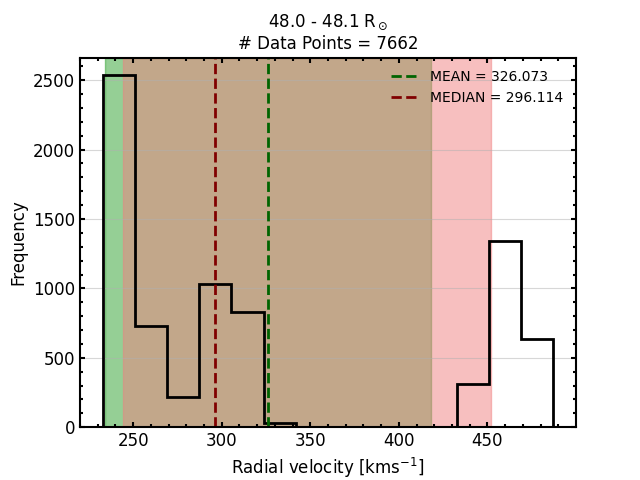 48.0 - 48.1 R⊙
# Data Points = 7662
MEAN = 326.073
MEDIAN = 296.114
Frequency
2500
2000
1500
1000
500
0
250 300 350 400 450
Radial velocity [kms⁻¹]